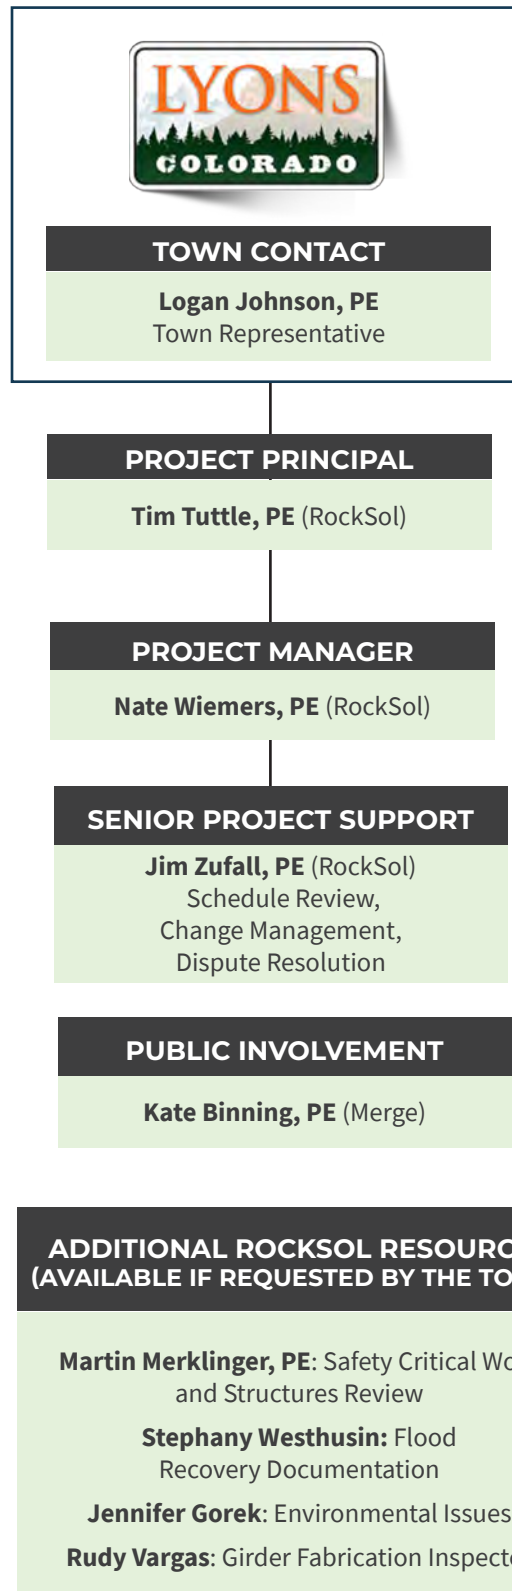 LYONS
COLORADO
TOWN CONTACT
Logan Johnson, PE
Town Representative
PROJECT PRINCIPAL
Tim Tuttle, PE (RockSol)
PROJECT MANAGER
Nate Wiemers, PE (RockSol)
SENIOR PROJECT SUPPORT
Jim Zufall, PE (RockSol)
Schedule Review,
Change Management,
Dispute Resolution
PUBLIC INVOLVEMENT
Kate Binning, PE (Merge)
ADDITIONAL ROCKSOL
(AVAILABLE IF REQUESTED BY THE
Martin Merklinger, PE: Safety Critical
and Structures Review
Stephany Westhusin: Flood
Recovery Documentation
Jennifer Gorek: Environmental Issues
Rudy Vargas: Girder Fabrication